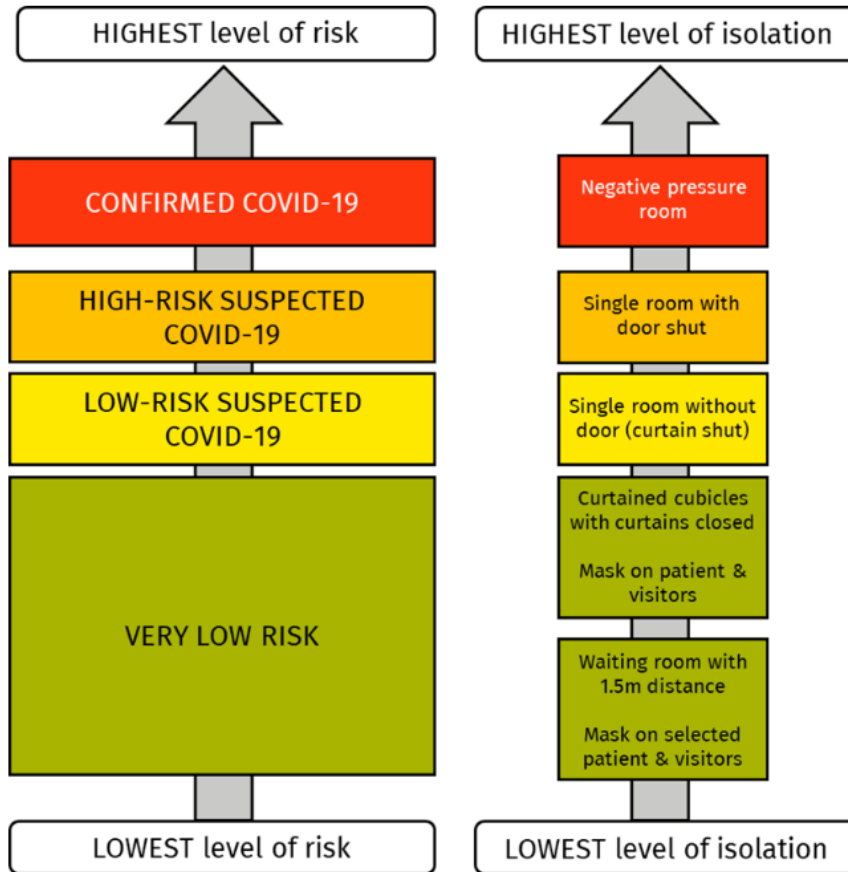 HIGHEST level of risk
CONFIRMED COVID-19
HIGH-RISK SUSPECTED
COVID-19
LOW-RISK SUSPECTED
COVID-19
VERY LOW RISK
LOWEST level of risk
HIGHEST level of isolation
Negative pressure
room
Single room with
door shut
Single room without
door (curtain shut)
Curtained cubicles
with curtains closed
Mask on patient &
visitors
Waiting room with
1.5m distance
Mask on selected
patient & visitors
LOWEST level of isolation